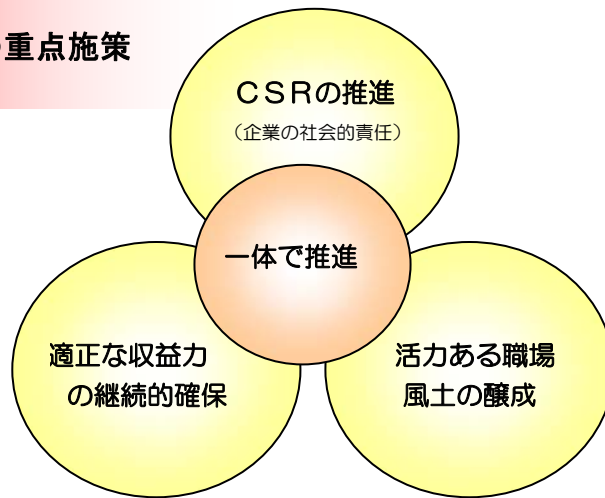 重点施策
CSRの推進
（企業の社会的責任）
一体で推進
適正な収益力
の継続的確保
活力ある職場
風土の醸成